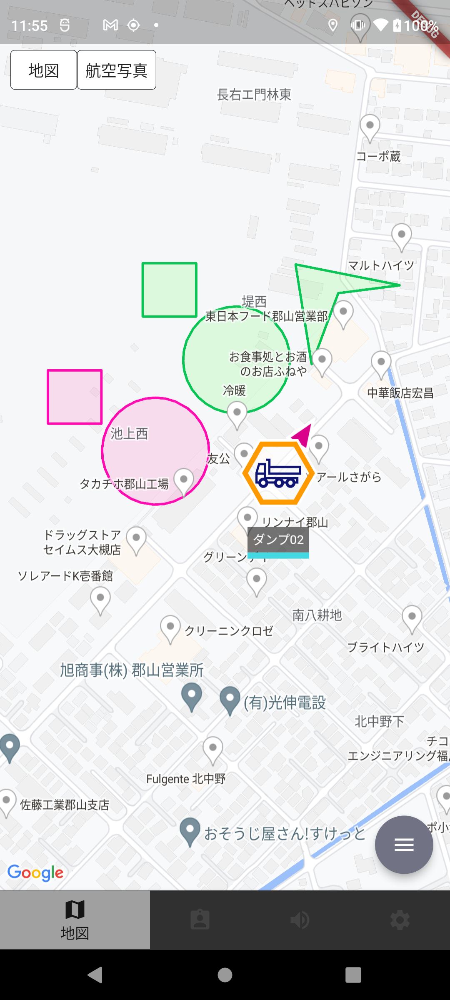 ヘッドスパビソン
11:55
100%
DEBUG
地図
航空写真
長右エ門林東
コーポ蔵
マルトハイツ
堤西
東日本フード郡山営業部
お食事処とお酒
のお店ふねや
冷暖
中華飯店宏昌
池上西
友公
アールさがら
タカチホ郡山工場
リンナイ郡山
ドラッグストア
セイムス大槻店
ダンプ02
グリーンデイ
ソレアードK壱番館
南八耕地
クリーニンクロゼ
ブライトハイツ
旭商事(株) 郡山営業所
(有)光伸電設
北中野下
チコ
エンジニアリング福
Fulgente 北中野
佐藤工業郡山支店
ポ小
おそうじ屋さん!すけっと
Google
地図